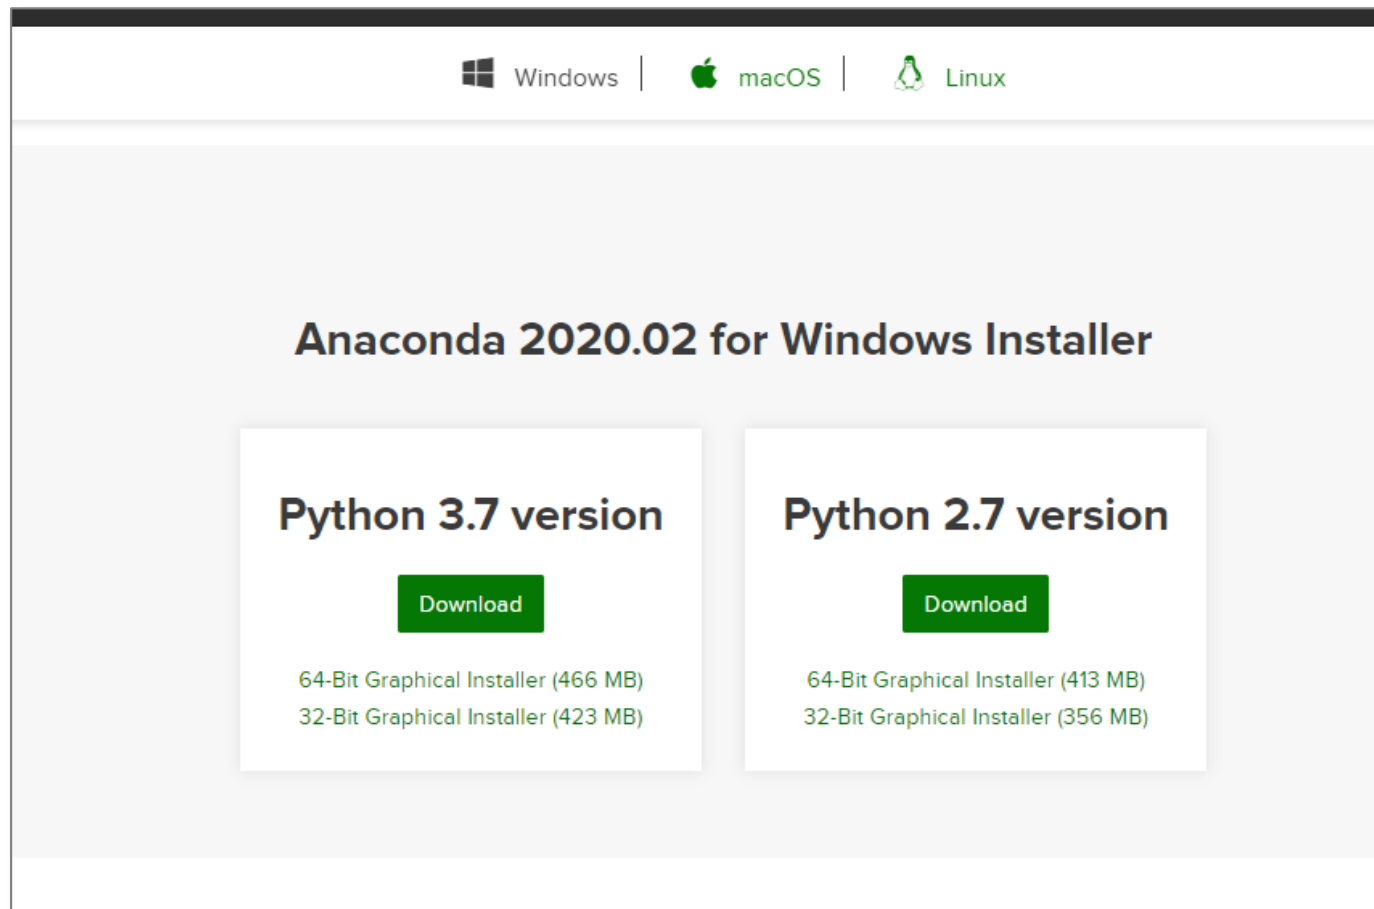 Windows macOS Linux
Anaconda 2020.02 for Windows Installer
Python 3.7 version
Download
64-Bit Graphical Installer (466 MB)
32-Bit Graphical Installer (423 MB)
Python 2.7 version
Download
64-Bit Graphical Installer (413 MB)
32-Bit Graphical Installer (356 MB)